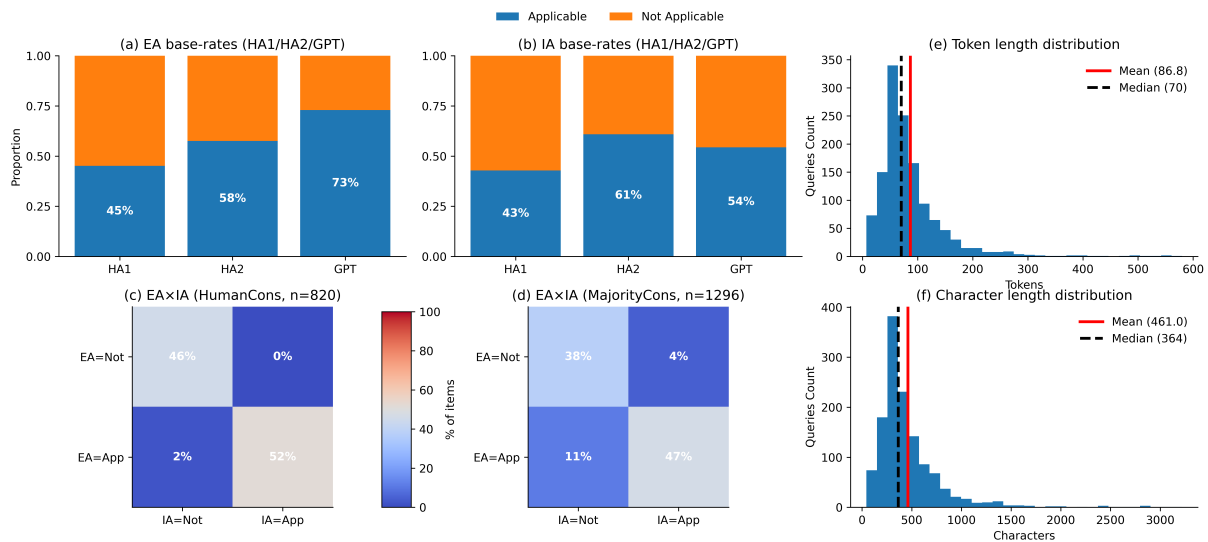 Applicable
Not Applicable
(a) EA base-rates (HA1/HA2/GPT)
Proportion
1.00
0.75
0.50
0.25
0.00
45%
58%
73%
HA1
HA2
GPT
(b) IA base-rates (HA1/HA2/GPT)
1.00
0.75
0.50
0.25
0.00
43%
61%
54%
HA1
HA2
GPT
(e) Token length distribution
Queries Count
350
300
250
200
150
100
50
0
Mean (86.8)
Median (70)
0
100
200
300
400
500
600
Tokens
(c) EA×IA (HumanCons, n=820)
EA=Not
EA=App
46%
0%
2%
52%
IA=Not
IA=App
100
80
60
40
20
0
% of items
(d) EA×IA (MajorityCons, n=1296)
EA=Not
EA=App
38%
4%
11%
47%
IA=Not
IA=App
(f) Character length distribution
Queries Count
400
300
200
100
0
Mean (461.0)
Median (364)
0
500
1000
1500
2000
2500
3000
Characters